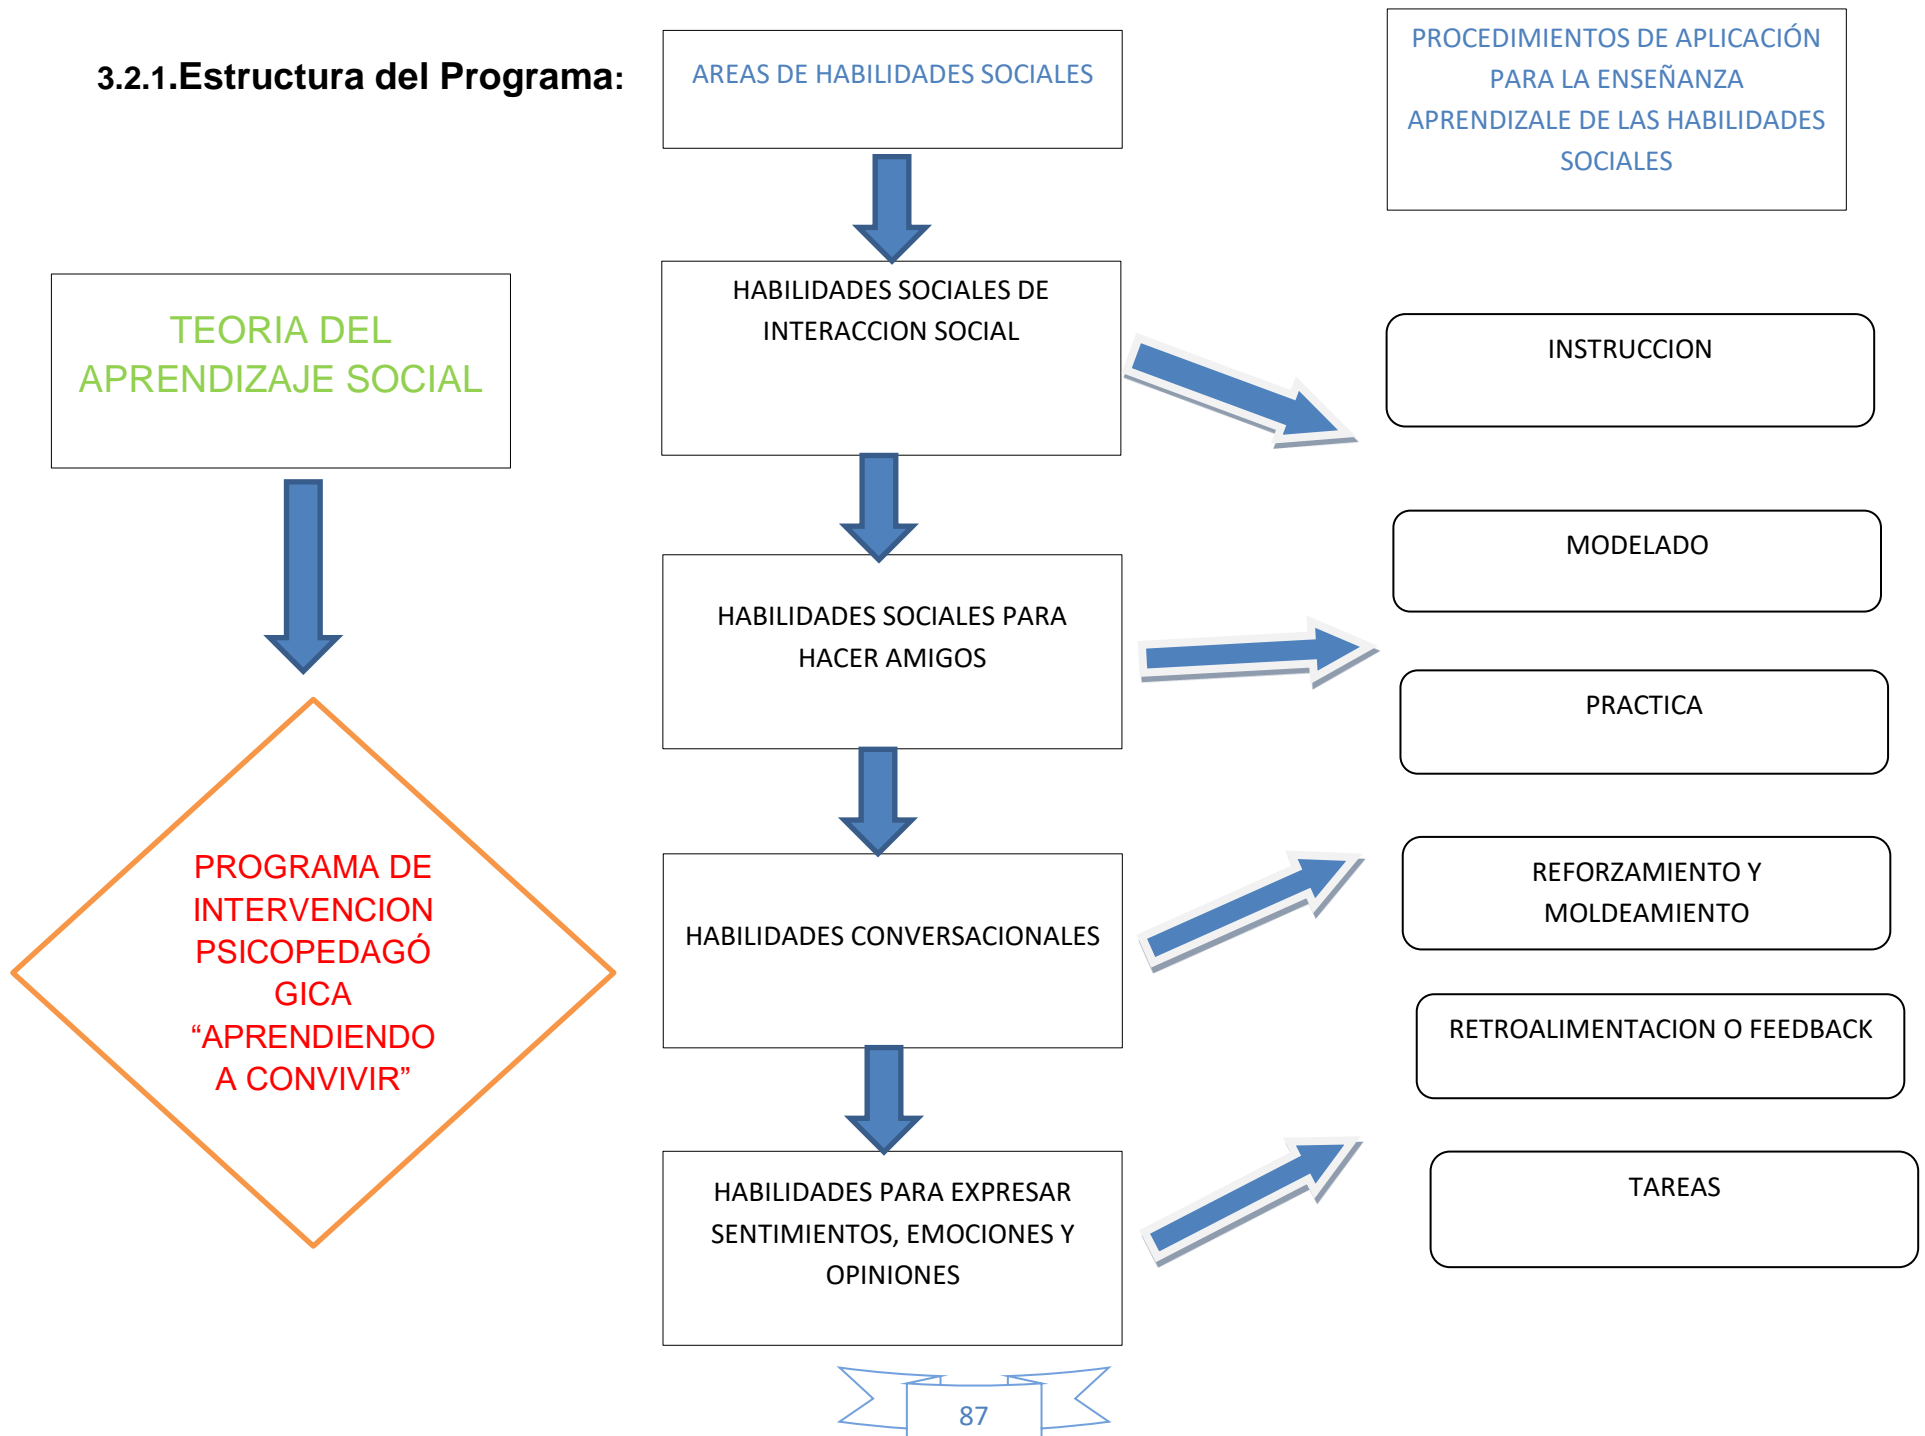 3.2.1.Estructura del Programa:
AREAS DE HABILIDADES SOCIALES
PROCEDIMIENTOS DE APLICACIÓN
PARA LA ENSEÑANZA
APRENDIZALE DE LAS HABILIDADES
SOCIALES
TEORIA DEL
APRENDIZAJE SOCIAL
PROGRAMA DE
INTERVENCION
PSICOPEDAGÓ
GICA
“APRENDIENDO
A CONVIVIR”
HABILIDADES SOCIALES DE
INTERACCION SOCIAL
HABILIDADES SOCIALES PARA
HACER AMIGOS
HABILIDADES CONVERSACIONALES
HABILIDADES PARA EXPRESAR
SENTIMIENTOS, EMOCIONES Y
OPINIONES
INSTRUCCION
MODELADO
PRACTICA
REFORZAMIENTO Y
MOLDEAMIENTO
RETROALIMENTACION O FEEDBACK
TAREAS
87